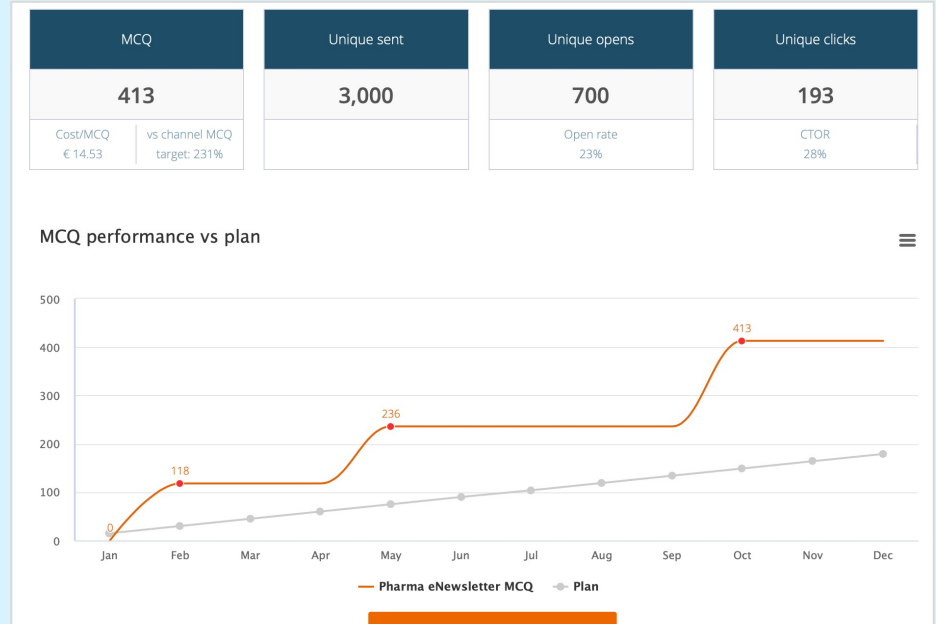 MCQ
Unique sent
Unique opens
Unique clicks
413
3,000
700
193
Cost/MCQ
€ 14.53
vs channel MCQ
target: 231%
Open rate
23%
CTOR
28%
MCQ performance vs plan
500
400
300
200
100
0
0
118
236
413
Jan Feb Mar Apr May Jun Jul Aug Sep Oct Nov Dec
Pharma eNewsletter MCQ Plan